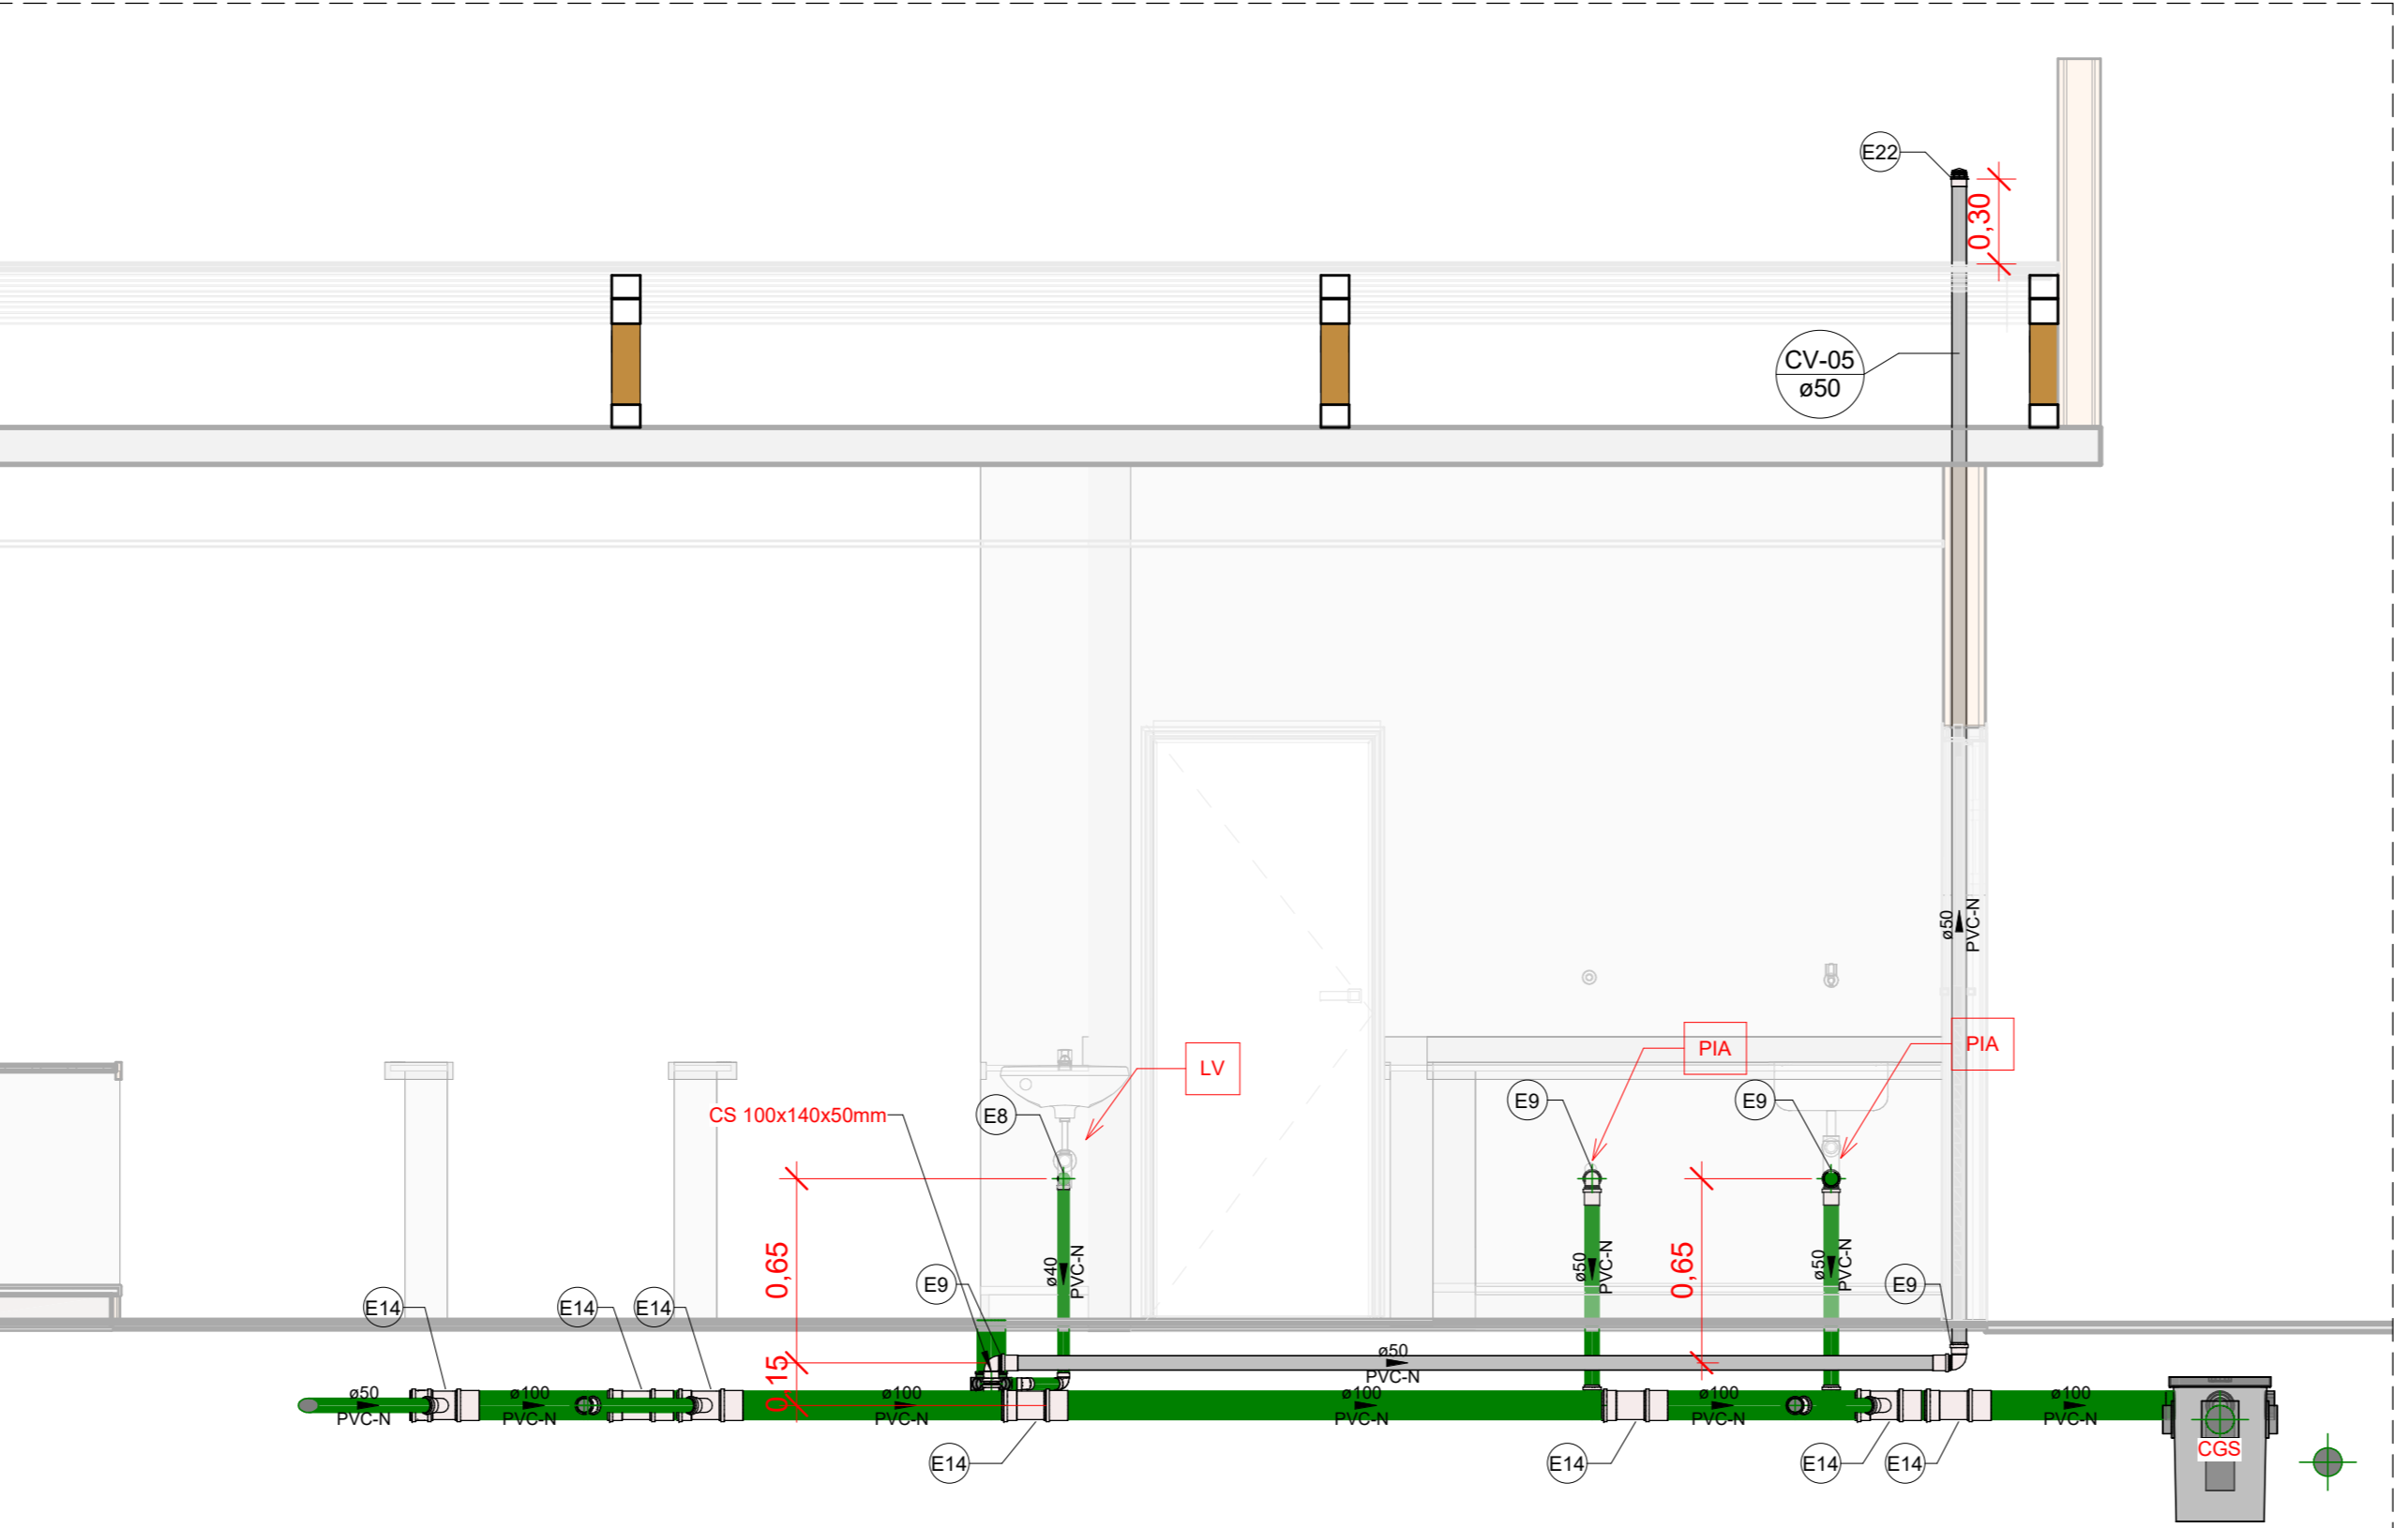 E22
0,30
CV-05
ø50
ø50
PVC-N
LV
PIA
PIA
CS 100x140x50mm
E8
E9
E9
0,65
ø40
PVC-N
ø50
PVC-N
0,65
ø50
PVC-N
E9
E9
E14
E14
E14
0,15
ø50
PVC-N
ø50
PVC-N
ø100
PVC-N
ø100
PVC-N
ø100
PVC-N
ø100
PVC-N
ø100
PVC-N
CGS
E14
E14
E14
E14